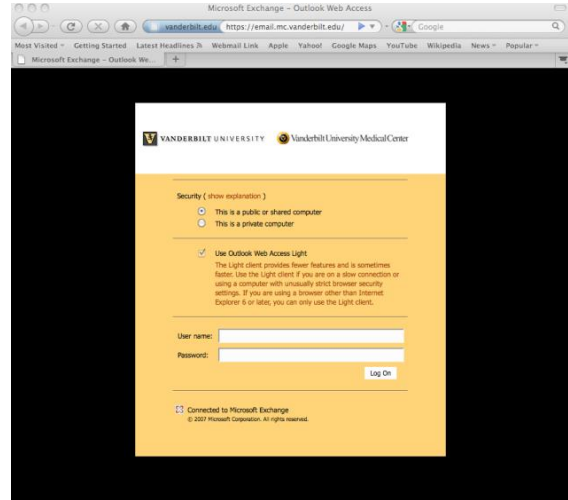 Microsoft Exchange - Outlook Web Access
vanderbilt.edu https://email.mc.vanderbilt.edu/ Google
Most Visited Getting Started Latest Headlines Webmail Link Apple Yahoo! Google Maps YouTube Wikipedia News Popular
Microsoft Exchange - Outlook We... +
V VANDERBILT UNIVERSITY Vanderbilt University Medical Center
Security ( show explanation )
This is a public or shared computer
This is a private computer
Use Outlook Web Access Light
The Light client provides fewer features and is sometimes
faster. Use the Light client if you are on a slow connection or
using a computer with unusually strict browser security
settings. If you are using a browser other than Internet
Explorer 6 or later, you can only use the Light client.
User name:
Password:
Log On
Connected to Microsoft Exchange
© 2007 Microsoft Corporation. All rights reserved.